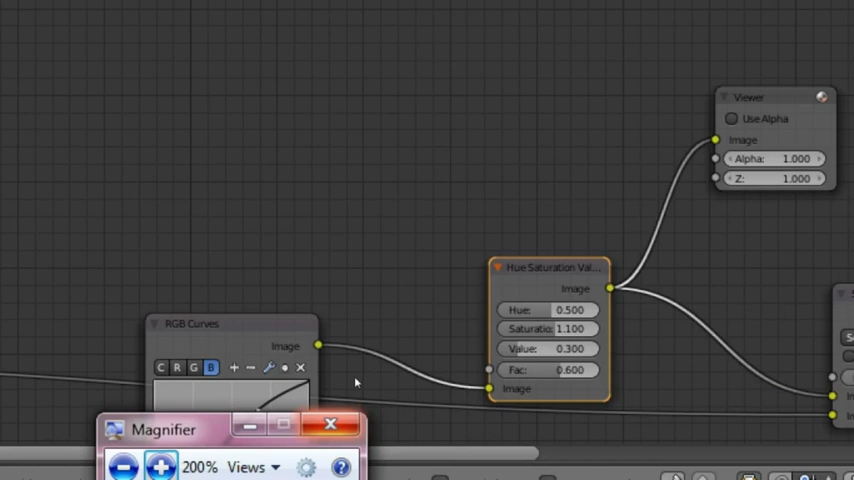 Viewer
Use Alpha
Image
Alpha: 1.000
Z: 1.000
Hue Saturation Val...
Image
Hue: 0.500
Saturatio: 1.100
Value: 0.300
Fac: 0.600
Image
RGB Curves
Image
C R G B
Magnifier
200% Views